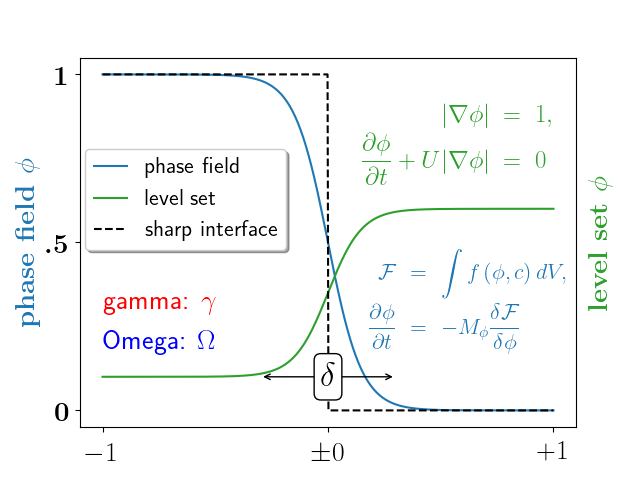 1
.5
0
phase field ϕ
phase field
level set
sharp interface
gamma: γ
Omega: Ω
|∇ϕ| = 1,
∂ϕ/∂t + U|∇ϕ| = 0
ℱ = ∫ f (ϕ, c) dV,
∂ϕ/∂t = −M_ϕ δℱ/δϕ
δ
level set ϕ
−1
±0
+1